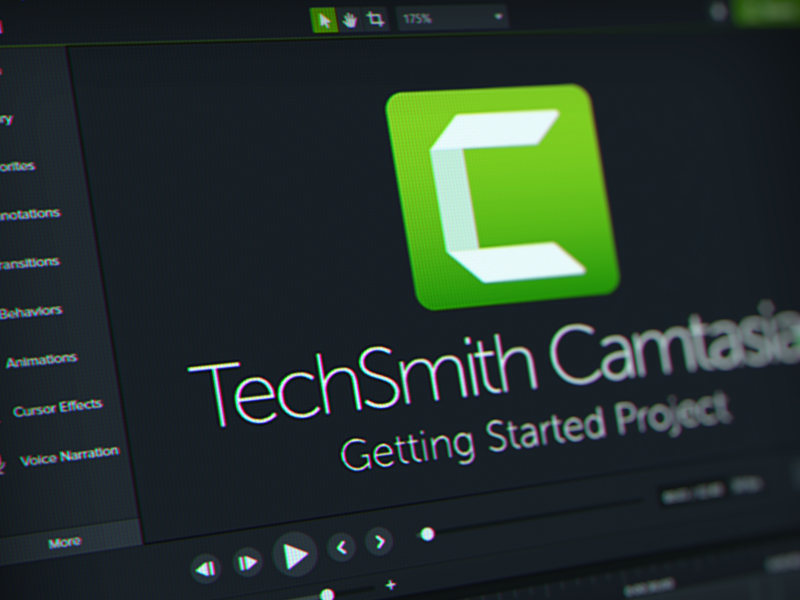 175%
ry
orites
notations
ransitions
Behaviors
Animations
Cursor Effects
Voice Narration
More
TechSmith Camtasia
Getting Started Project